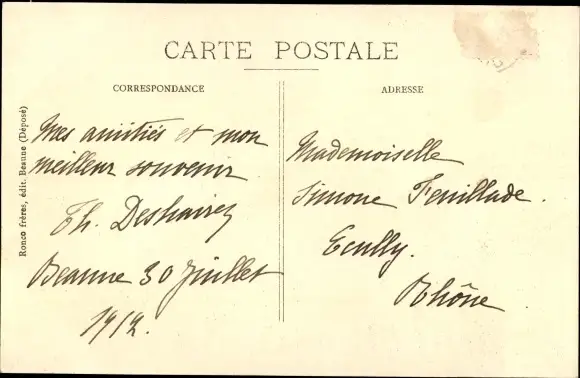 CARTE POSTALE
CORRESPONDANCE
ADRESSE
Ronco frères, édit. Beaune (Déposé)
Mes amitiés et mon
meilleur souvenir
Th. Deshairez
Beaune 30 Juillet
1912.
Mademoiselle
Simone Feuillade.
Ecully.
Rhône